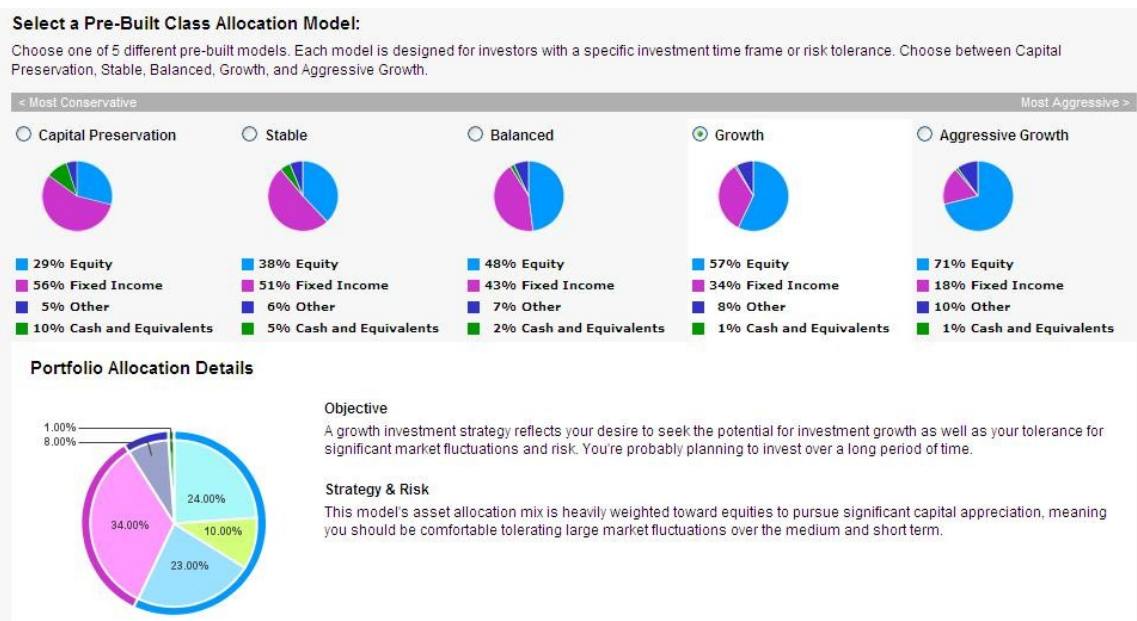 Select a Pre-Built Class Allocation Model:
Choose one of 5 different pre-built models. Each model is designed for investors with a specific investment time frame or risk tolerance. Choose between Capital
Preservation, Stable, Balanced, Growth, and Aggressive Growth.
< Most Conservative Most Aggressive >
Capital Preservation Stable Balanced Growth Aggressive Growth
29% Equity 38% Equity 48% Equity 57% Equity 71% Equity
56% Fixed Income 51% Fixed Income 43% Fixed Income 34% Fixed Income 18% Fixed Income
5% Other 6% Other 7% Other 8% Other 10% Other
10% Cash and Equivalents 5% Cash and Equivalents 2% Cash and Equivalents 1% Cash and Equivalents 1% Cash and Equivalents
Portfolio Allocation Details
1.00%
8.00%
24.00%
34.00%
10.00%
23.00%
Objective
A growth investment strategy reflects your desire to seek the potential for investment growth as well as your tolerance for
significant market fluctuations and risk. You're probably planning to invest over a long period of time.
Strategy & Risk
This model's asset allocation mix is heavily weighted toward equities to pursue significant capital appreciation, meaning
you should be comfortable tolerating large market fluctuations over the medium and short term.